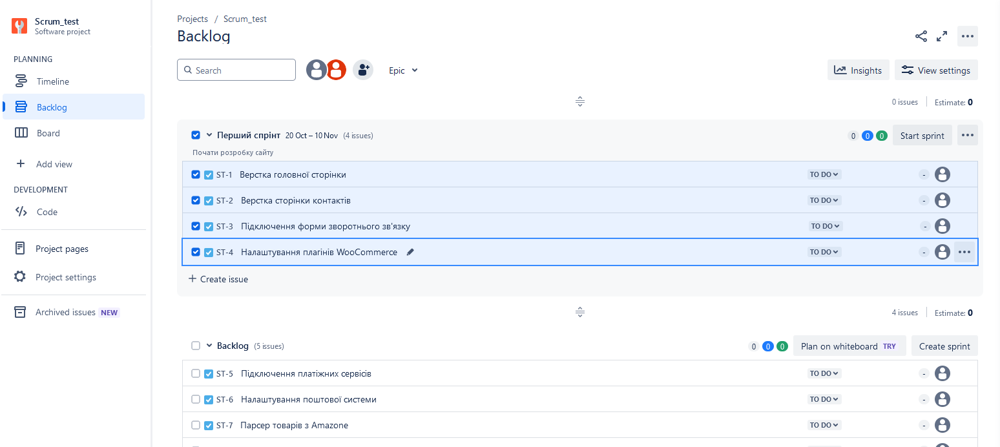 Scrum_test
Software project
PLANNING
Timeline
Backlog
Board
Add view
DEVELOPMENT
Code
Project pages
Project settings
Archived issues NEW
Projects / Scrum_test
Backlog
Search
Epic
Insights
View settings
0 issues Estimate: 0
Перший спрінт 20 Oct – 10 Nov (4 issues) 0 0 0 Start sprint
Почати розробку сайту
ST-1 Верстка головної сторінки TO DO -
ST-2 Верстка сторінки контактів TO DO -
ST-3 Підключення форми зворотнього зв'язку TO DO -
ST-4 Налаштування плагінів WooCommerce TO DO -
+ Create issue
4 issues Estimate: 0
Backlog (5 issues) 0 0 0 Plan on whiteboard TRY Create sprint
ST-5 Підключення платіжних сервісів TO DO -
ST-6 Налаштування поштової системи TO DO -
ST-7 Парсер товарів з Amazone TO DO -